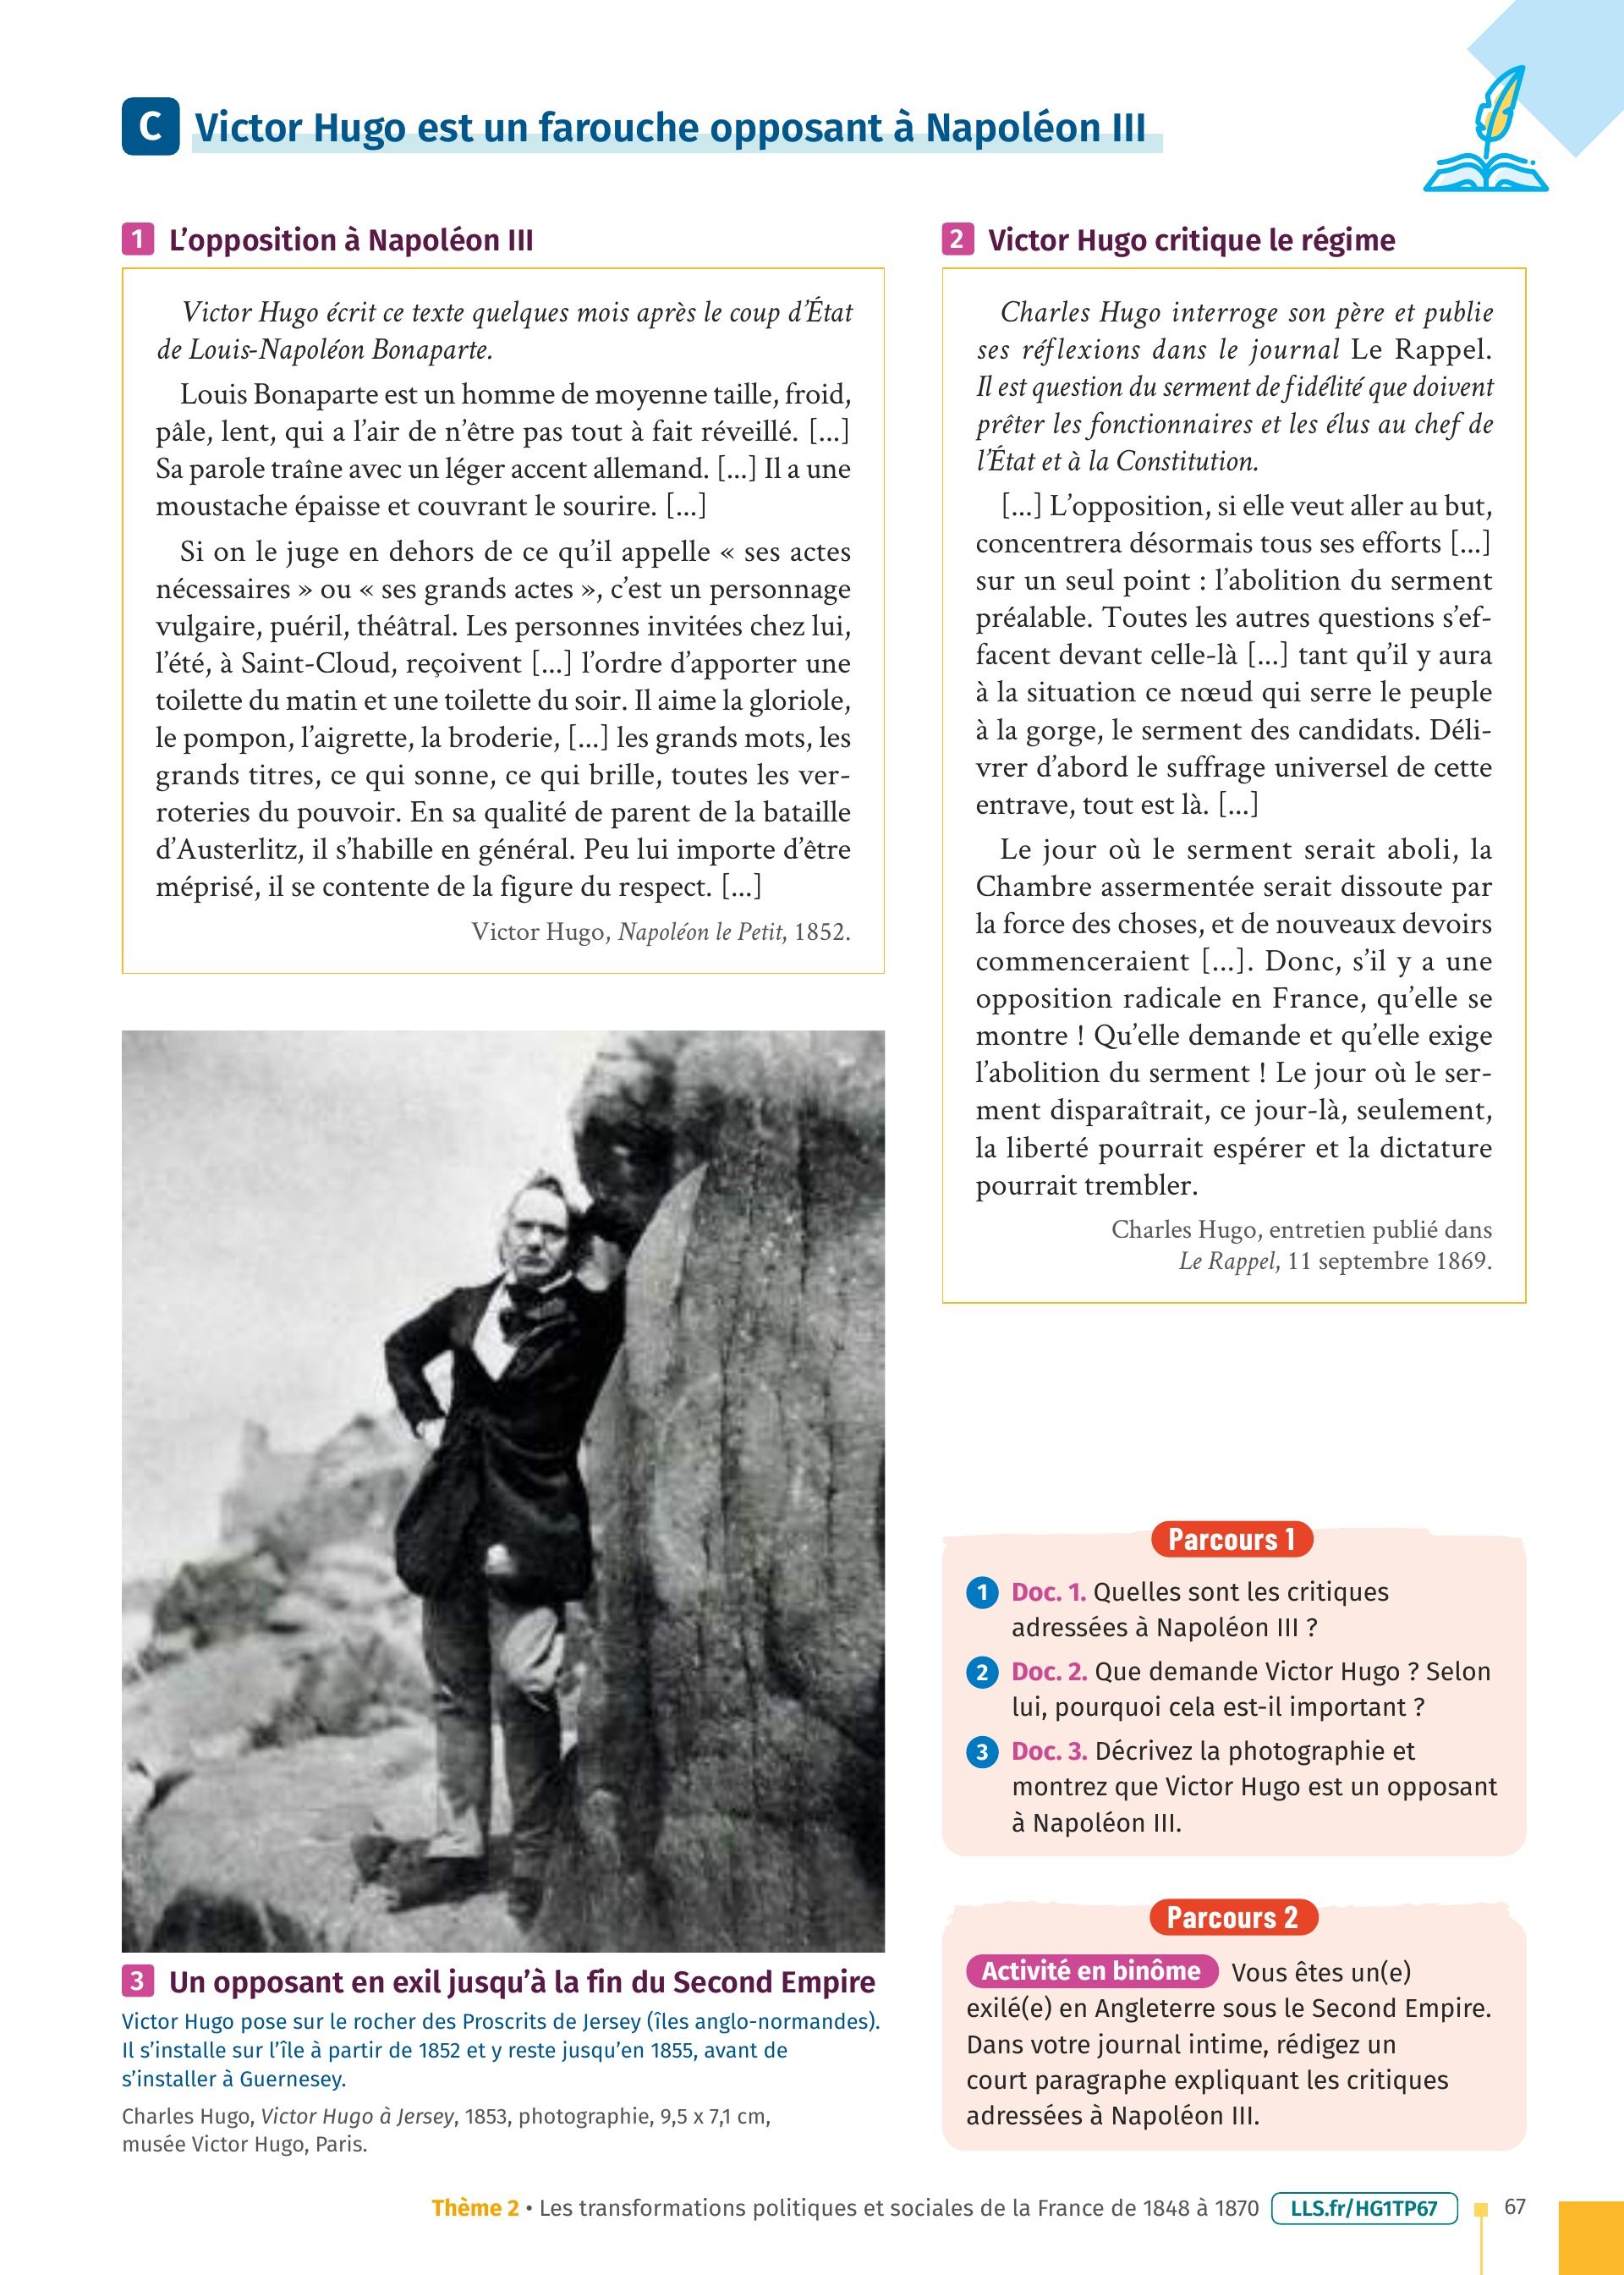 C Victor Hugo est un farouche opposant à Napoléon III
1 L’opposition à Napoléon III
Victor Hugo écrit ce texte quelques mois après le coup d’État
de Louis-Napoléon Bonaparte.
Louis Bonaparte est un homme de moyenne taille, froid,
pâle, lent, qui a l’air de n’être pas tout à fait réveillé. [...]
Sa parole traîne avec un léger accent allemand. [...] Il a une
moustache épaisse et couvrant le sourire. [...]
Si on le juge en dehors de ce qu’il appelle « ses actes
nécessaires » ou « ses grands actes », c’est un personnage
vulgaire, puéril, théâtral. Les personnes invitées chez lui,
l’été, à Saint-Cloud, reçoivent [...] l’ordre d’apporter une
toilette du matin et une toilette du soir. Il aime la gloriole,
le pompon, l’aigrette, la broderie, [...] les grands mots, les
grands titres, ce qui sonne, ce qui brille, toutes les ver-
roteries du pouvoir. En sa qualité de parent de la bataille
d’Austerlitz, il s’habille en général. Peu lui importe d’être
méprisé, il se contente de la figure du respect. [...]
Victor Hugo, Napoléon le Petit, 1852.
2 Victor Hugo critique le régime
Charles Hugo interroge son père et publie
ses réflexions dans le journal Le Rappel.
Il est question du serment de fidélité que doivent
prêter les fonctionnaires et les élus au chef de
l’État et à la Constitution.
[...] L’opposition, si elle veut aller au but,
concentrera désormais tous ses efforts [...]
sur un seul point : l’abolition du serment
préalable. Toutes les autres questions s’ef-
facent devant celle-là [...] tant qu’il y aura
à la situation ce nœud qui serre le peuple
à la gorge, le serment des candidats. Déli-
vrer d’abord le suffrage universel de cette
entrave, tout est là. [...]
Le jour où le serment serait aboli, la
Chambre assermentée serait dissoute par
la force des choses, et de nouveaux devoirs
commenceraient [...]. Donc, s’il y a une
opposition radicale en France, qu’elle se
montre ! Qu’elle demande et qu’elle exige
l’abolition du serment ! Le jour où le ser-
ment disparaîtrait, ce jour-là, seulement,
la liberté pourrait espérer et la dictature
pourrait trembler.
Charles Hugo, entretien publié dans
Le Rappel, 11 septembre 1869.
3 Un opposant en exil jusqu’à la fin du Second Empire
Victor Hugo pose sur le rocher des Proscrits de Jersey (îles anglo-normandes).
Il s’installe sur l’île à partir de 1852 et y reste jusqu’en 1855, avant de
s’installer à Guernesey.
Charles Hugo, Victor Hugo à Jersey, 1853, photographie, 9,5 x 7,1 cm,
musée Victor Hugo, Paris.
Parcours 1
1 Doc. 1. Quelles sont les critiques
adressées à Napoléon III ?
2 Doc. 2. Que demande Victor Hugo ? Selon
lui, pourquoi cela est-il important ?
3 Doc. 3. Décrivez la photographie et
montrez que Victor Hugo est un opposant
à Napoléon III.
Parcours 2
Activité en binôme Vous êtes un(e)
exilé(e) en Angleterre sous le Second Empire.
Dans votre journal intime, rédigez un
court paragraphe expliquant les critiques
adressées à Napoléon III.
Thème 2 • Les transformations politiques et sociales de la France de 1848 à 1870 LLS.fr/HG1TP67 67